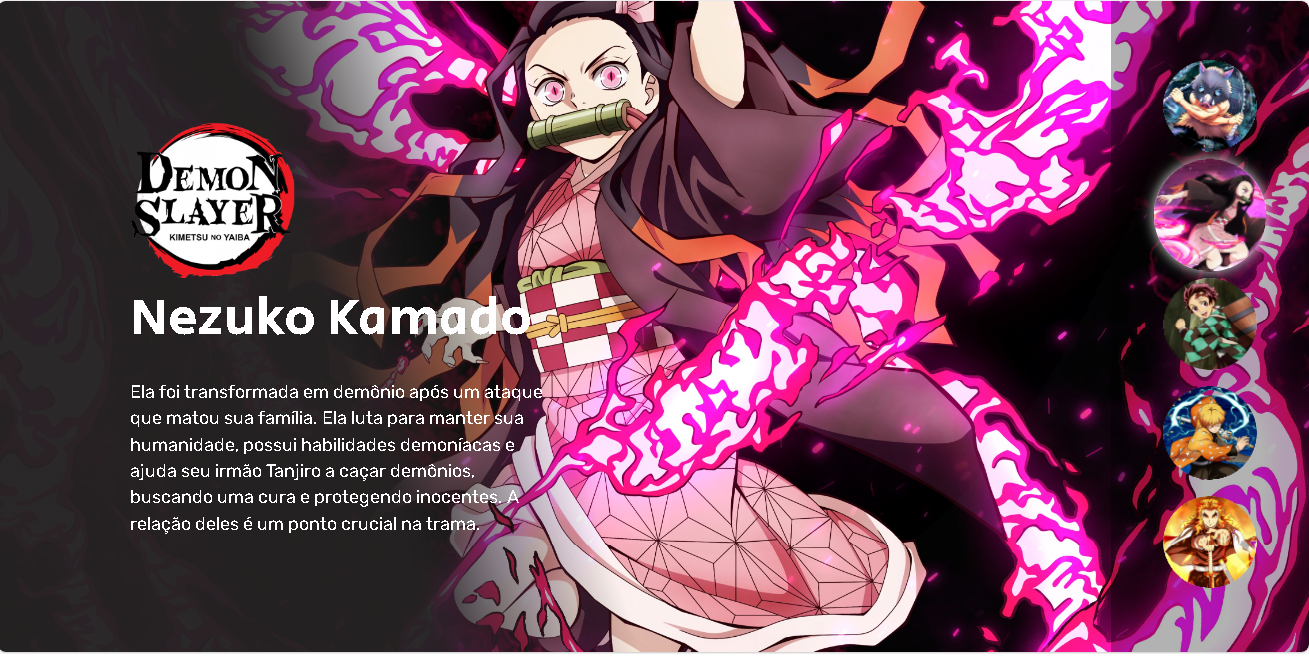 DEMON
SLAYER
KIMETSU NO YAIBA
Nezuko Kamado
Ela foi transformada em demônio após um ataque
que matou sua família. Ela luta para manter sua
humanidade, possui habilidades demoníacas e
ajuda seu irmão Tanjiro a caçar demônios,
buscando uma cura e protegendo inocentes. A
relação deles é um ponto crucial na trama.